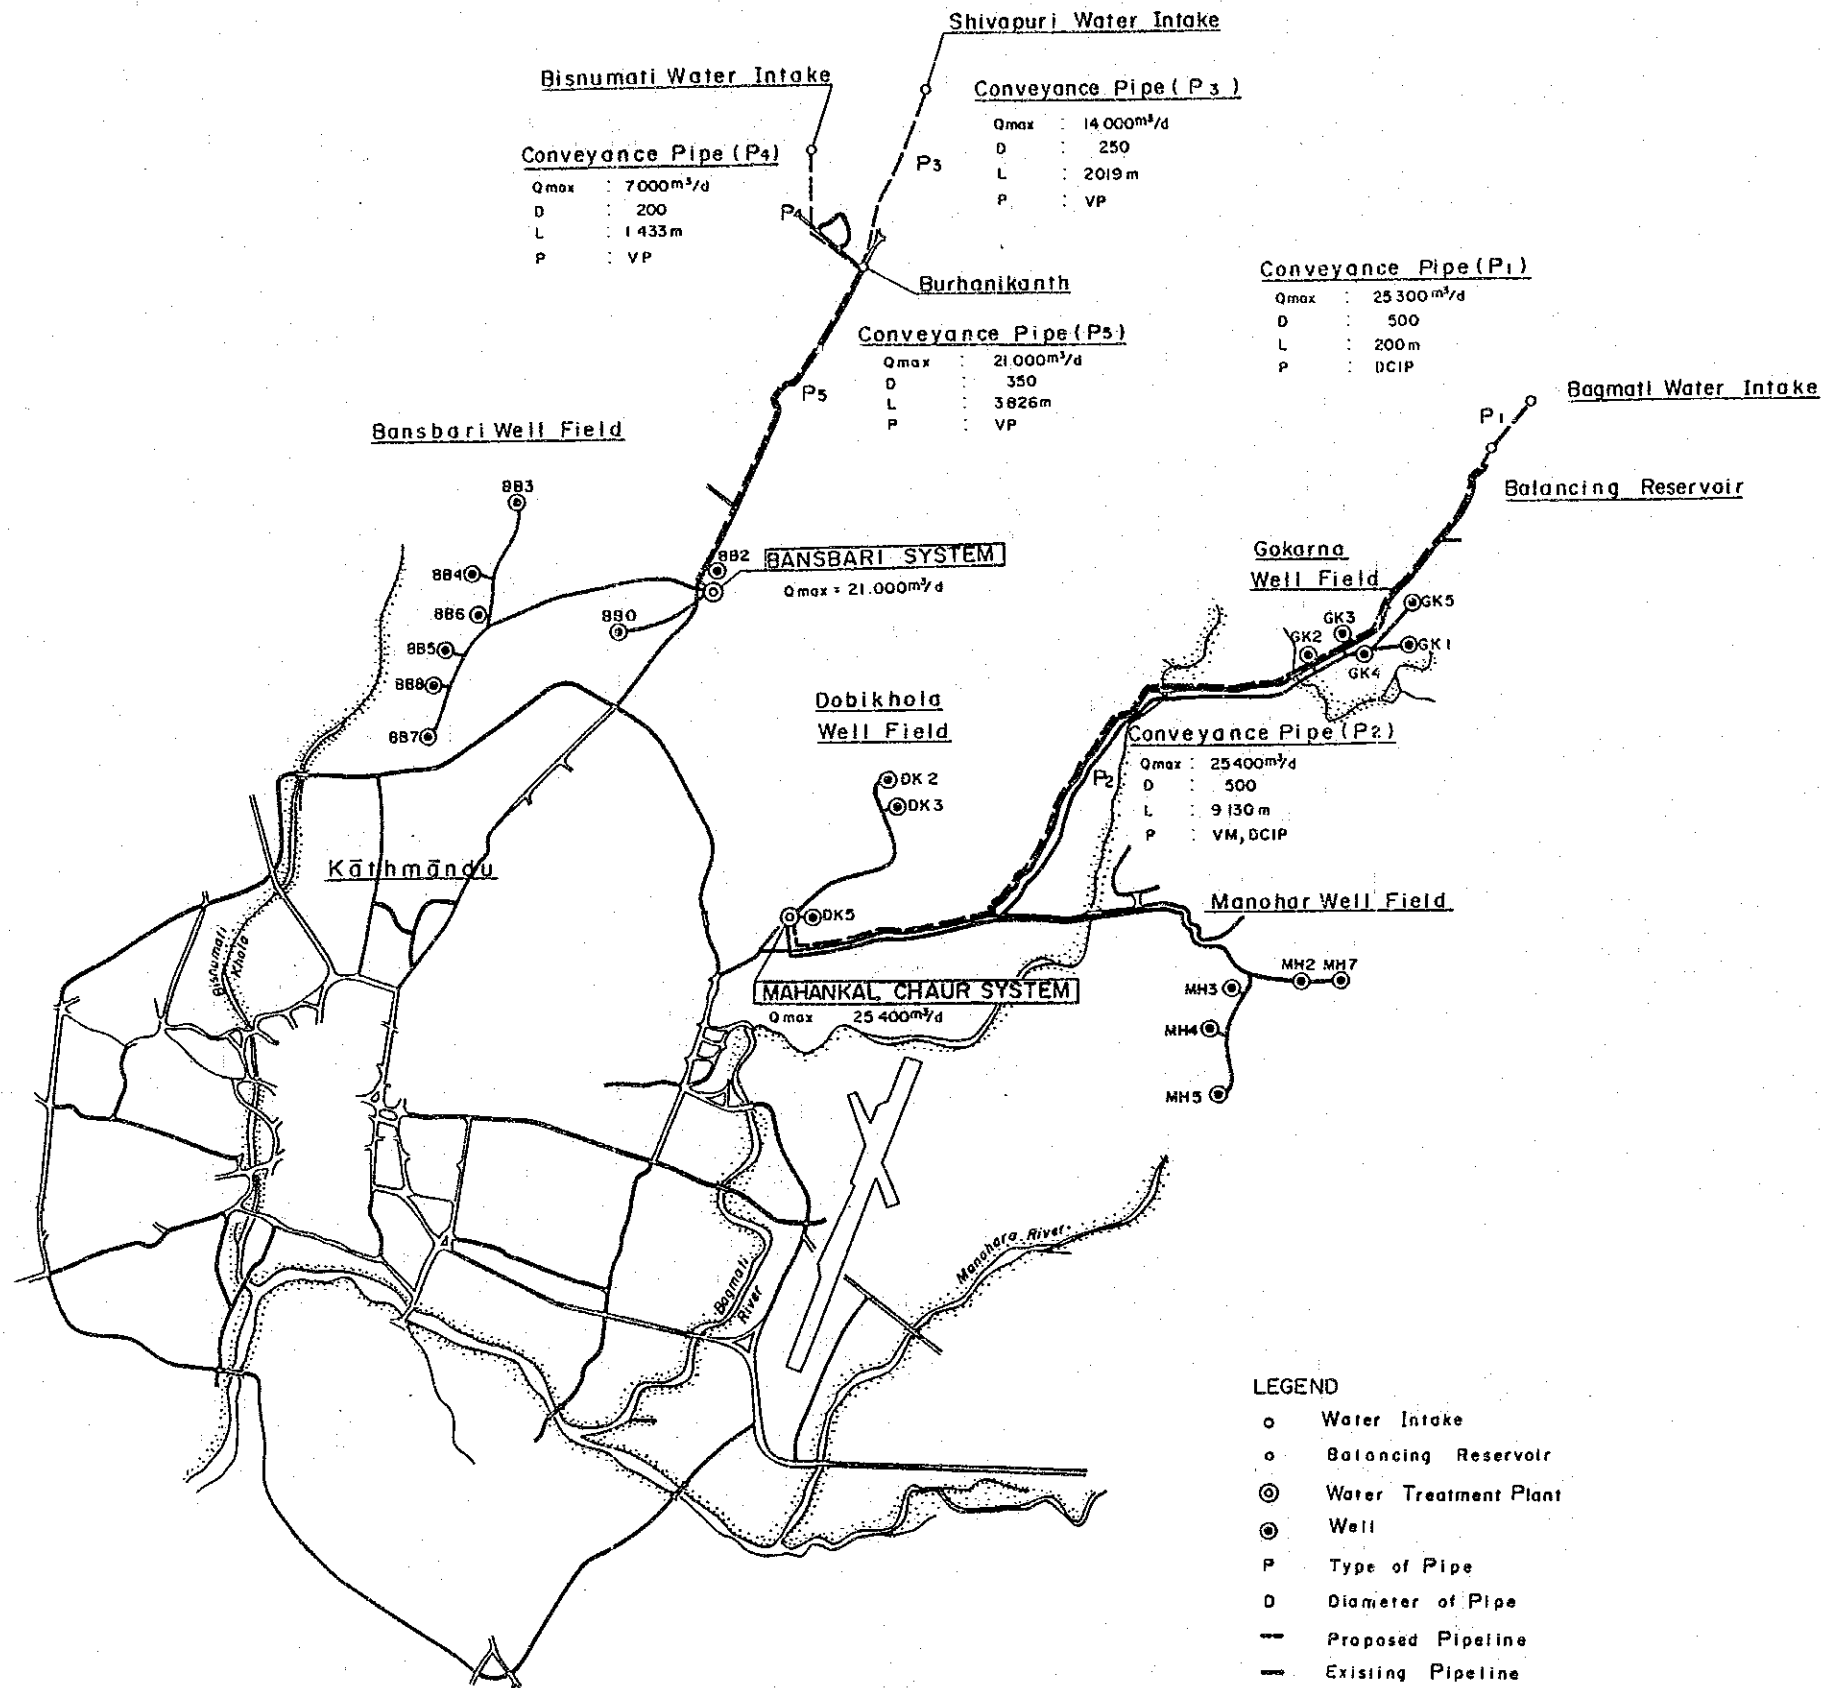 Shivapuri Water Intake
Bisnumati Water Intake
Conveyance Pipe (P3)
Qmax : 14 000m³/d
D : 250
L : 2019 m
P : VP
P3
Conveyance Pipe (P4)
Qmax : 7000m³/d
D : 200
L : 1 433m
P : VP
P4
Burhanikanth
Conveyance Pipe (P1)
Qmax : 25 300 m³/d
D : 500
L : 200 m
P : DCIP
Conveyance Pipe (P5)
Qmax : 21.000m³/d
D : 350
L : 3826m
P : VP
P5
Bagmati Water Intake
P1
Balancing Reservoir
Bansbari Well Field
BB3
BB4
BB6
BB5
BB8
BB7
BB0
BB2
BANSBARI SYSTEM
Qmax = 21.000m³/d
Gokarna
Well Field
GK5
GK3
GK2
GK1
GK4
Dobikhola
Well Field
DK 2
DK 3
DK5
Conveyance Pipe (P2)
Qmax : 25400m³/d
D : 500
L : 9 130 m
P : VM, DCIP
P2
Kāthmāndu
Manohar Well Field
MH2 MH7
MH3
MH4
MH5
MAHANKAL CHAUR SYSTEM
Qmax 25 400m³/d
Bisnumati
Khola
Bagmati
River
Manohara River
LEGEND
Water Intake
Balancing Reservoir
Water Treatment Plant
Well
P Type of Pipe
D Diameter of Pipe
Proposed Pipeline
Existing Pipeline